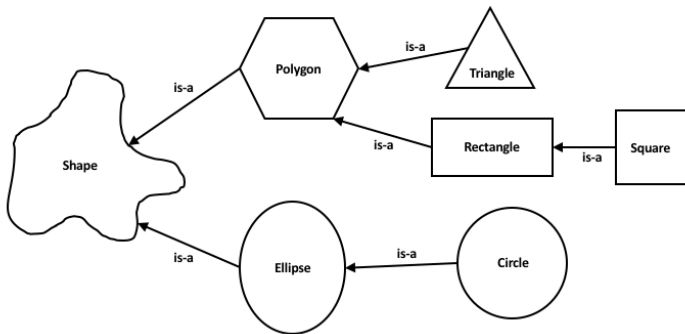 is-a
Polygon
Triangle
is-a
Shape
is-a
Rectangle
is-a
Square
is-a
Ellipse
is-a
Circle